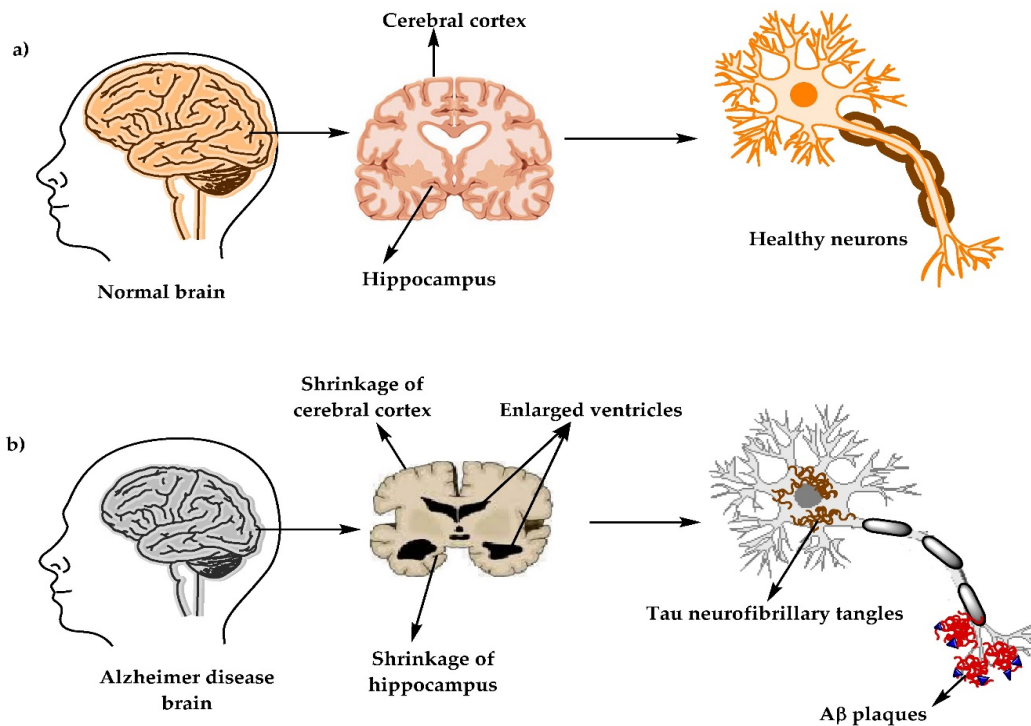 a)
Cerebral cortex
Hippocampus
Normal brain
Healthy neurons
b)
Shrinkage of
cerebral cortex
Enlarged ventricles
Tau neurofibrillary tangles
Shrinkage of
hippocampus
Alzheimer disease
brain
Aβ plaques